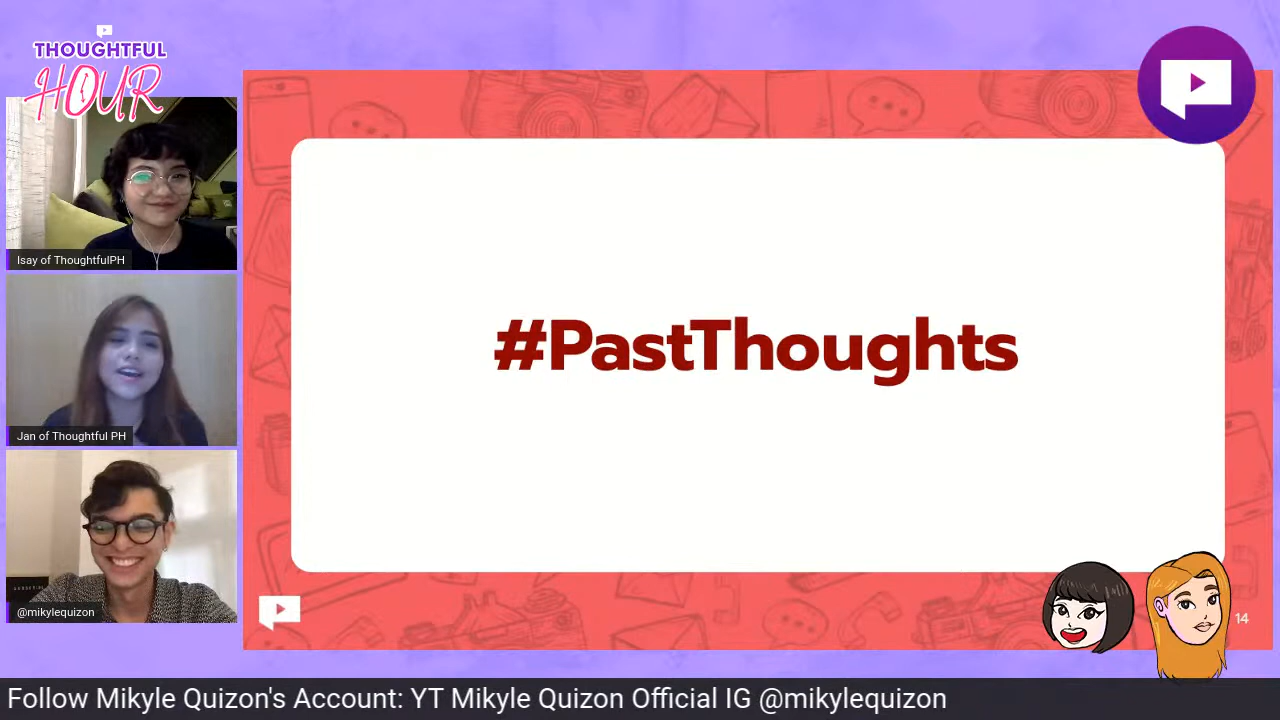 THOUGHTFUL
HOUR
Isay of ThoughtfulPH
Jan of Thoughtful PH
@mikylequizon
#PastThoughts
14
Follow Mikyle Quizon's Account: YT Mikyle Quizon Official IG @mikylequizon